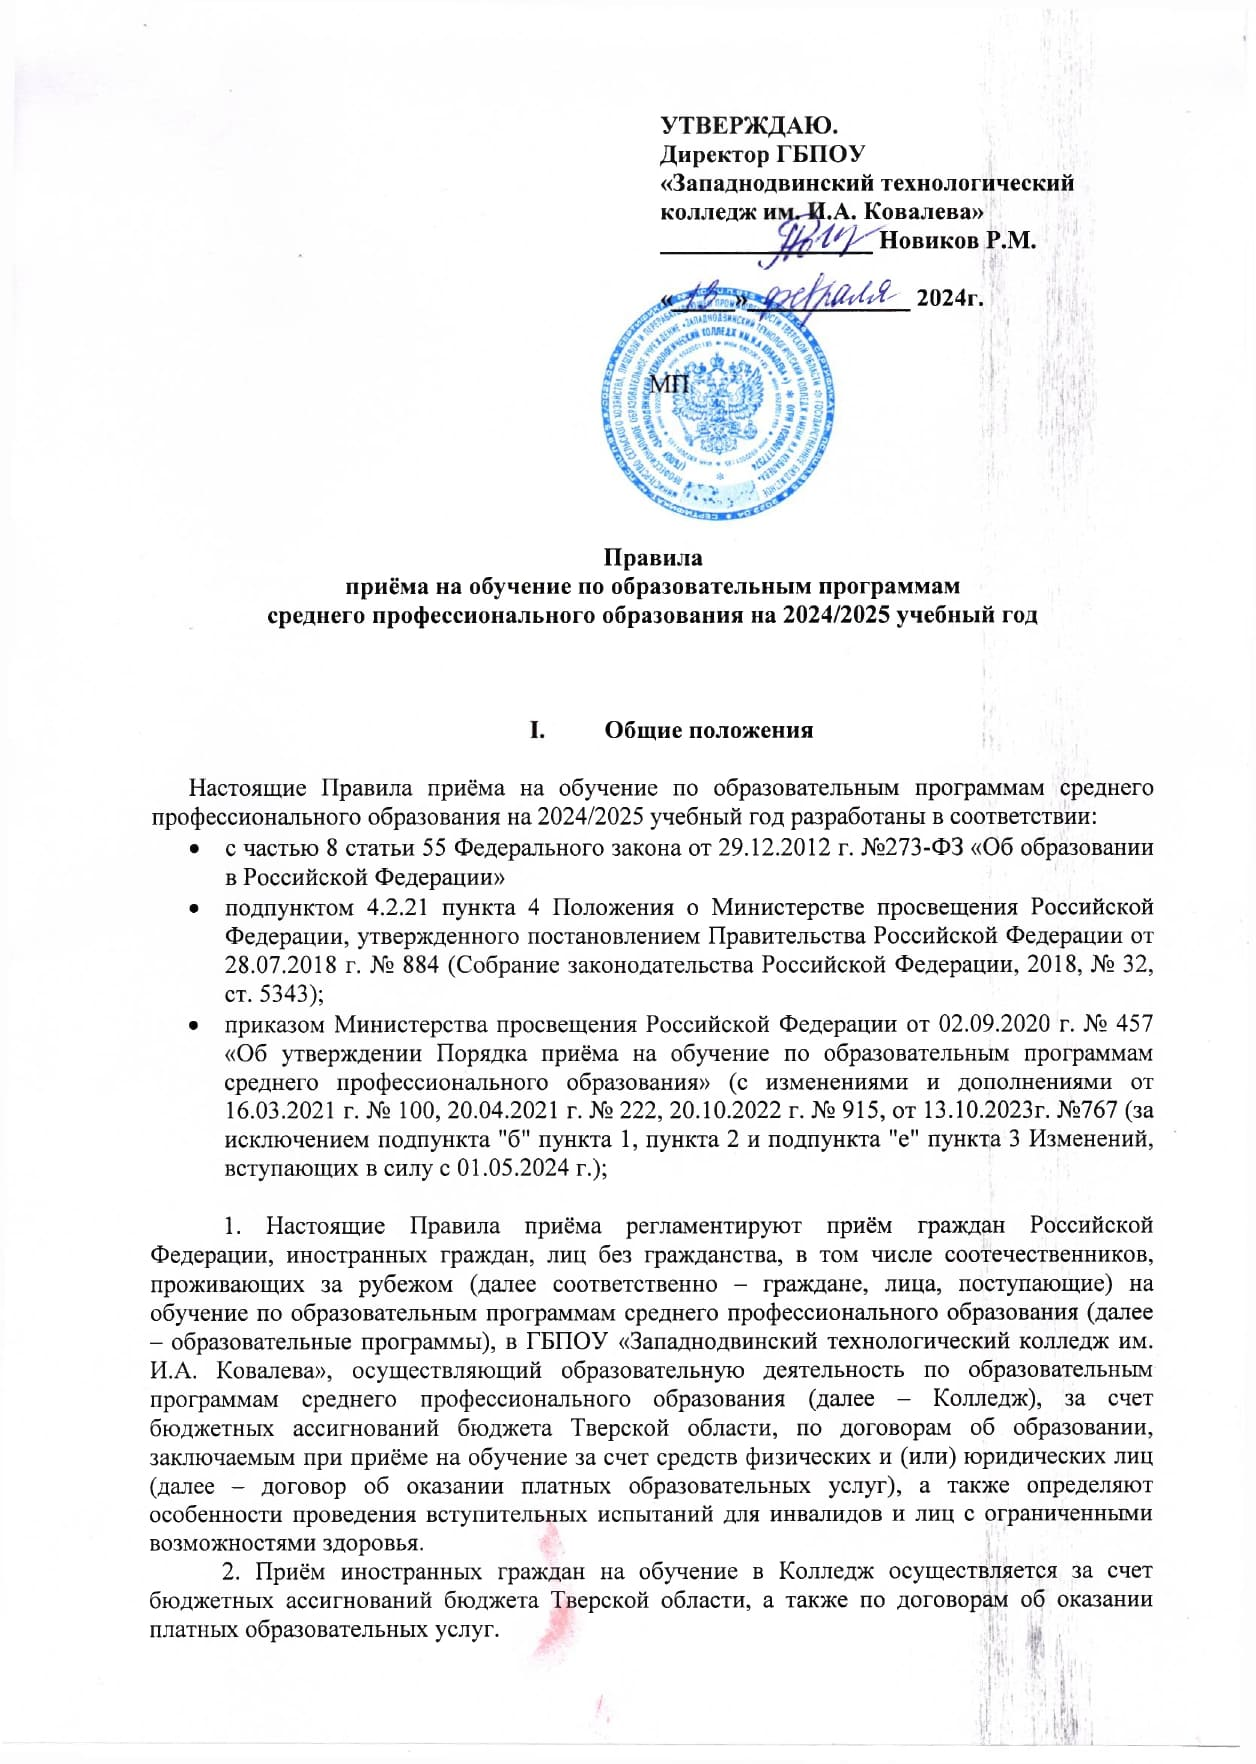 УТВЕРЖДАЮ.
Директор ГБПОУ
«Западнодвинский технологический
колледж им. И.А. Ковалева»
________________ Новиков Р.М.
« » февраля 2024г.
МП
Правила
приёма на обучение по образовательным программам
среднего профессионального образования на 2024/2025 учебный год
I. Общие положения
Настоящие Правила приёма на обучение по образовательным программам среднего
профессионального образования на 2024/2025 учебный год разработаны в соответствии:
• с частью 8 статьи 55 Федерального закона от 29.12.2012 г. №273-ФЗ «Об образовании
в Российской Федерации»
• подпунктом 4.2.21 пункта 4 Положения о Министерстве просвещения Российской
Федерации, утвержденного постановлением Правительства Российской Федерации от
28.07.2018 г. № 884 (Собрание законодательства Российской Федерации, 2018, № 32,
ст. 5343);
• приказом Министерства просвещения Российской Федерации от 02.09.2020 г. № 457
«Об утверждении Порядка приёма на обучение по образовательным программам
среднего профессионального образования» (с изменениями и дополнениями от
16.03.2021 г. № 100, 20.04.2021 г. № 222, 20.10.2022 г. № 915, от 13.10.2023г. №767 (за
исключением подпункта "б" пункта 1, пункта 2 и подпункта "е" пункта 3 Изменений,
вступающих в силу с 01.05.2024 г.);
1. Настоящие Правила приёма регламентируют приём граждан Российской
Федерации, иностранных граждан, лиц без гражданства, в том числе соотечественников,
проживающих за рубежом (далее соответственно – граждане, лица, поступающие) на
обучение по образовательным программам среднего профессионального образования (далее
– образовательные программы), в ГБПОУ «Западнодвинский технологический колледж им.
И.А. Ковалева», осуществляющий образовательную деятельность по образовательным
программам среднего профессионального образования (далее – Колледж), за счет
бюджетных ассигнований бюджета Тверской области, по договорам об образовании,
заключаемым при приёме на обучение за счет средств физических и (или) юридических лиц
(далее – договор об оказании платных образовательных услуг), а также определяют
особенности проведения вступительных испытаний для инвалидов и лиц с ограниченными
возможностями здоровья.
2. Приём иностранных граждан на обучение в Колледж осуществляется за счет
бюджетных ассигнований бюджета Тверской области, а также по договорам об оказании
платных образовательных услуг.